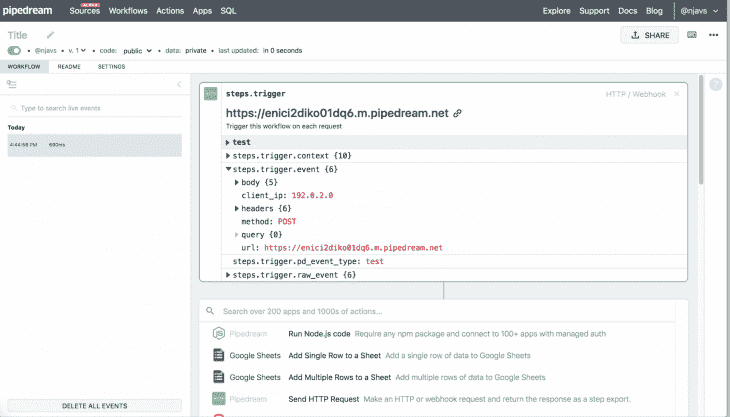 pipedream
ALPHA
Sources Workflows Actions Apps SQL
Explore Support Docs Blog @njavs
Title
SHARE
@njavs • v. 1 • code: public • data: private • last updated: in 0 seconds
WORKFLOW README SETTINGS
Type to search live events
Today
4:44:56 PM 690ms
DELETE ALL EVENTS
steps.trigger HTTP / Webhook
https://enici2diko01dq6.m.pipedream.net
Trigger this workflow on each request
test
steps.trigger.context {10}
steps.trigger.event {6}
body {5}
client_ip: 192.0.2.0
headers {6}
method: POST
query {0}
url: https://enici2diko01dq6.m.pipedream.net
steps.trigger.pd_event_type: test
steps.trigger.raw_event {6}
Search over 200 apps and 1000s of actions...
Pipedream Run Node.js code Require any npm package and connect to 100+ apps with managed auth
Google Sheets Add Single Row to a Sheet Add a single row of data to Google Sheets
Google Sheets Add Multiple Rows to a Sheet Add multiple rows of data to Google Sheets
Pipedream Send HTTP Request Make an HTTP or webhook request and return the response as a step export.